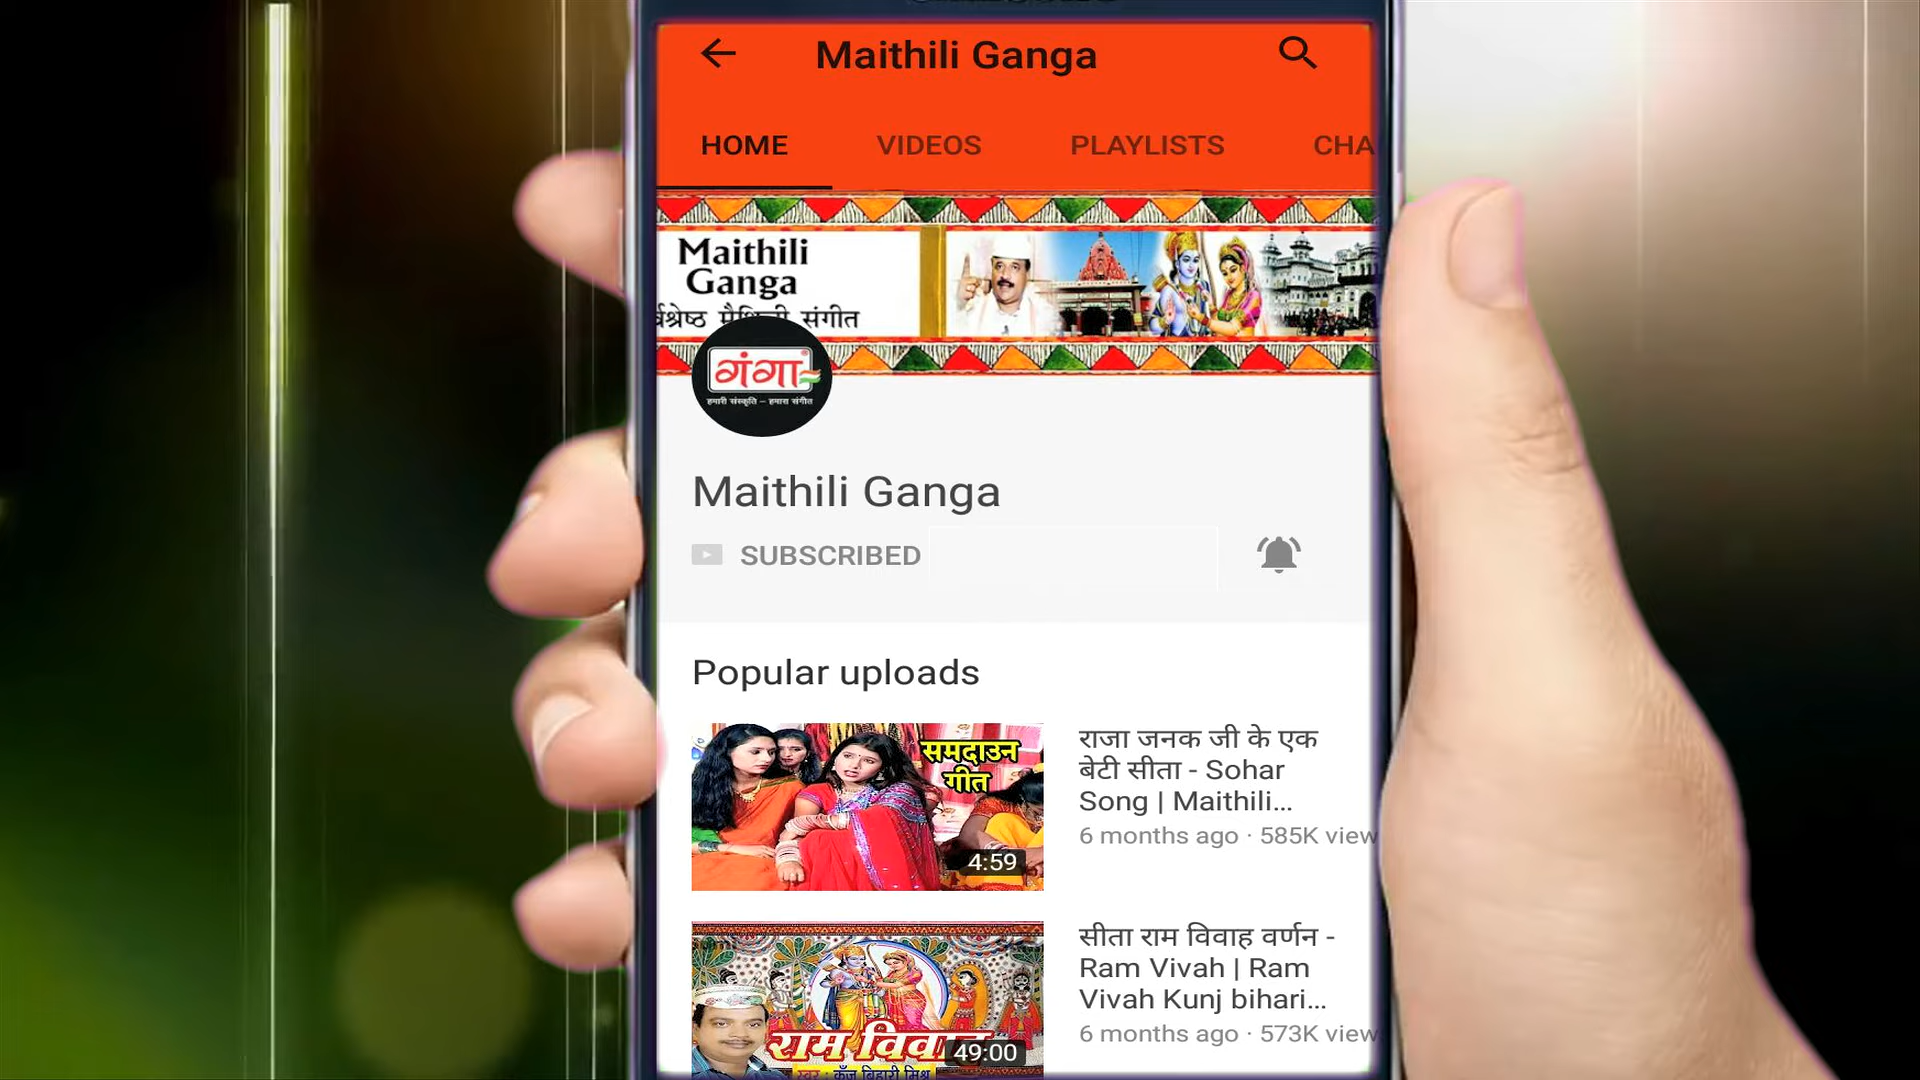 Maithili Ganga
HOME VIDEOS PLAYLISTS CHA
Maithili
Ganga
र्वश्रेष्ठ मैथिली संगीत
गंगा
हमारी संस्कृति – हमारा संगीत
Maithili Ganga
SUBSCRIBED
Popular uploads
समदाउन
गीत
4:59
राजा जनक जी के एक
बेटी सीता - Sohar
Song | Maithili...
6 months ago · 585K view
राम विवाह
49:00
स्वर : कुँज बिहारी मिश्र
सीता राम विवाह वर्णन -
Ram Vivah | Ram
Vivah Kunj bihari...
6 months ago · 573K view